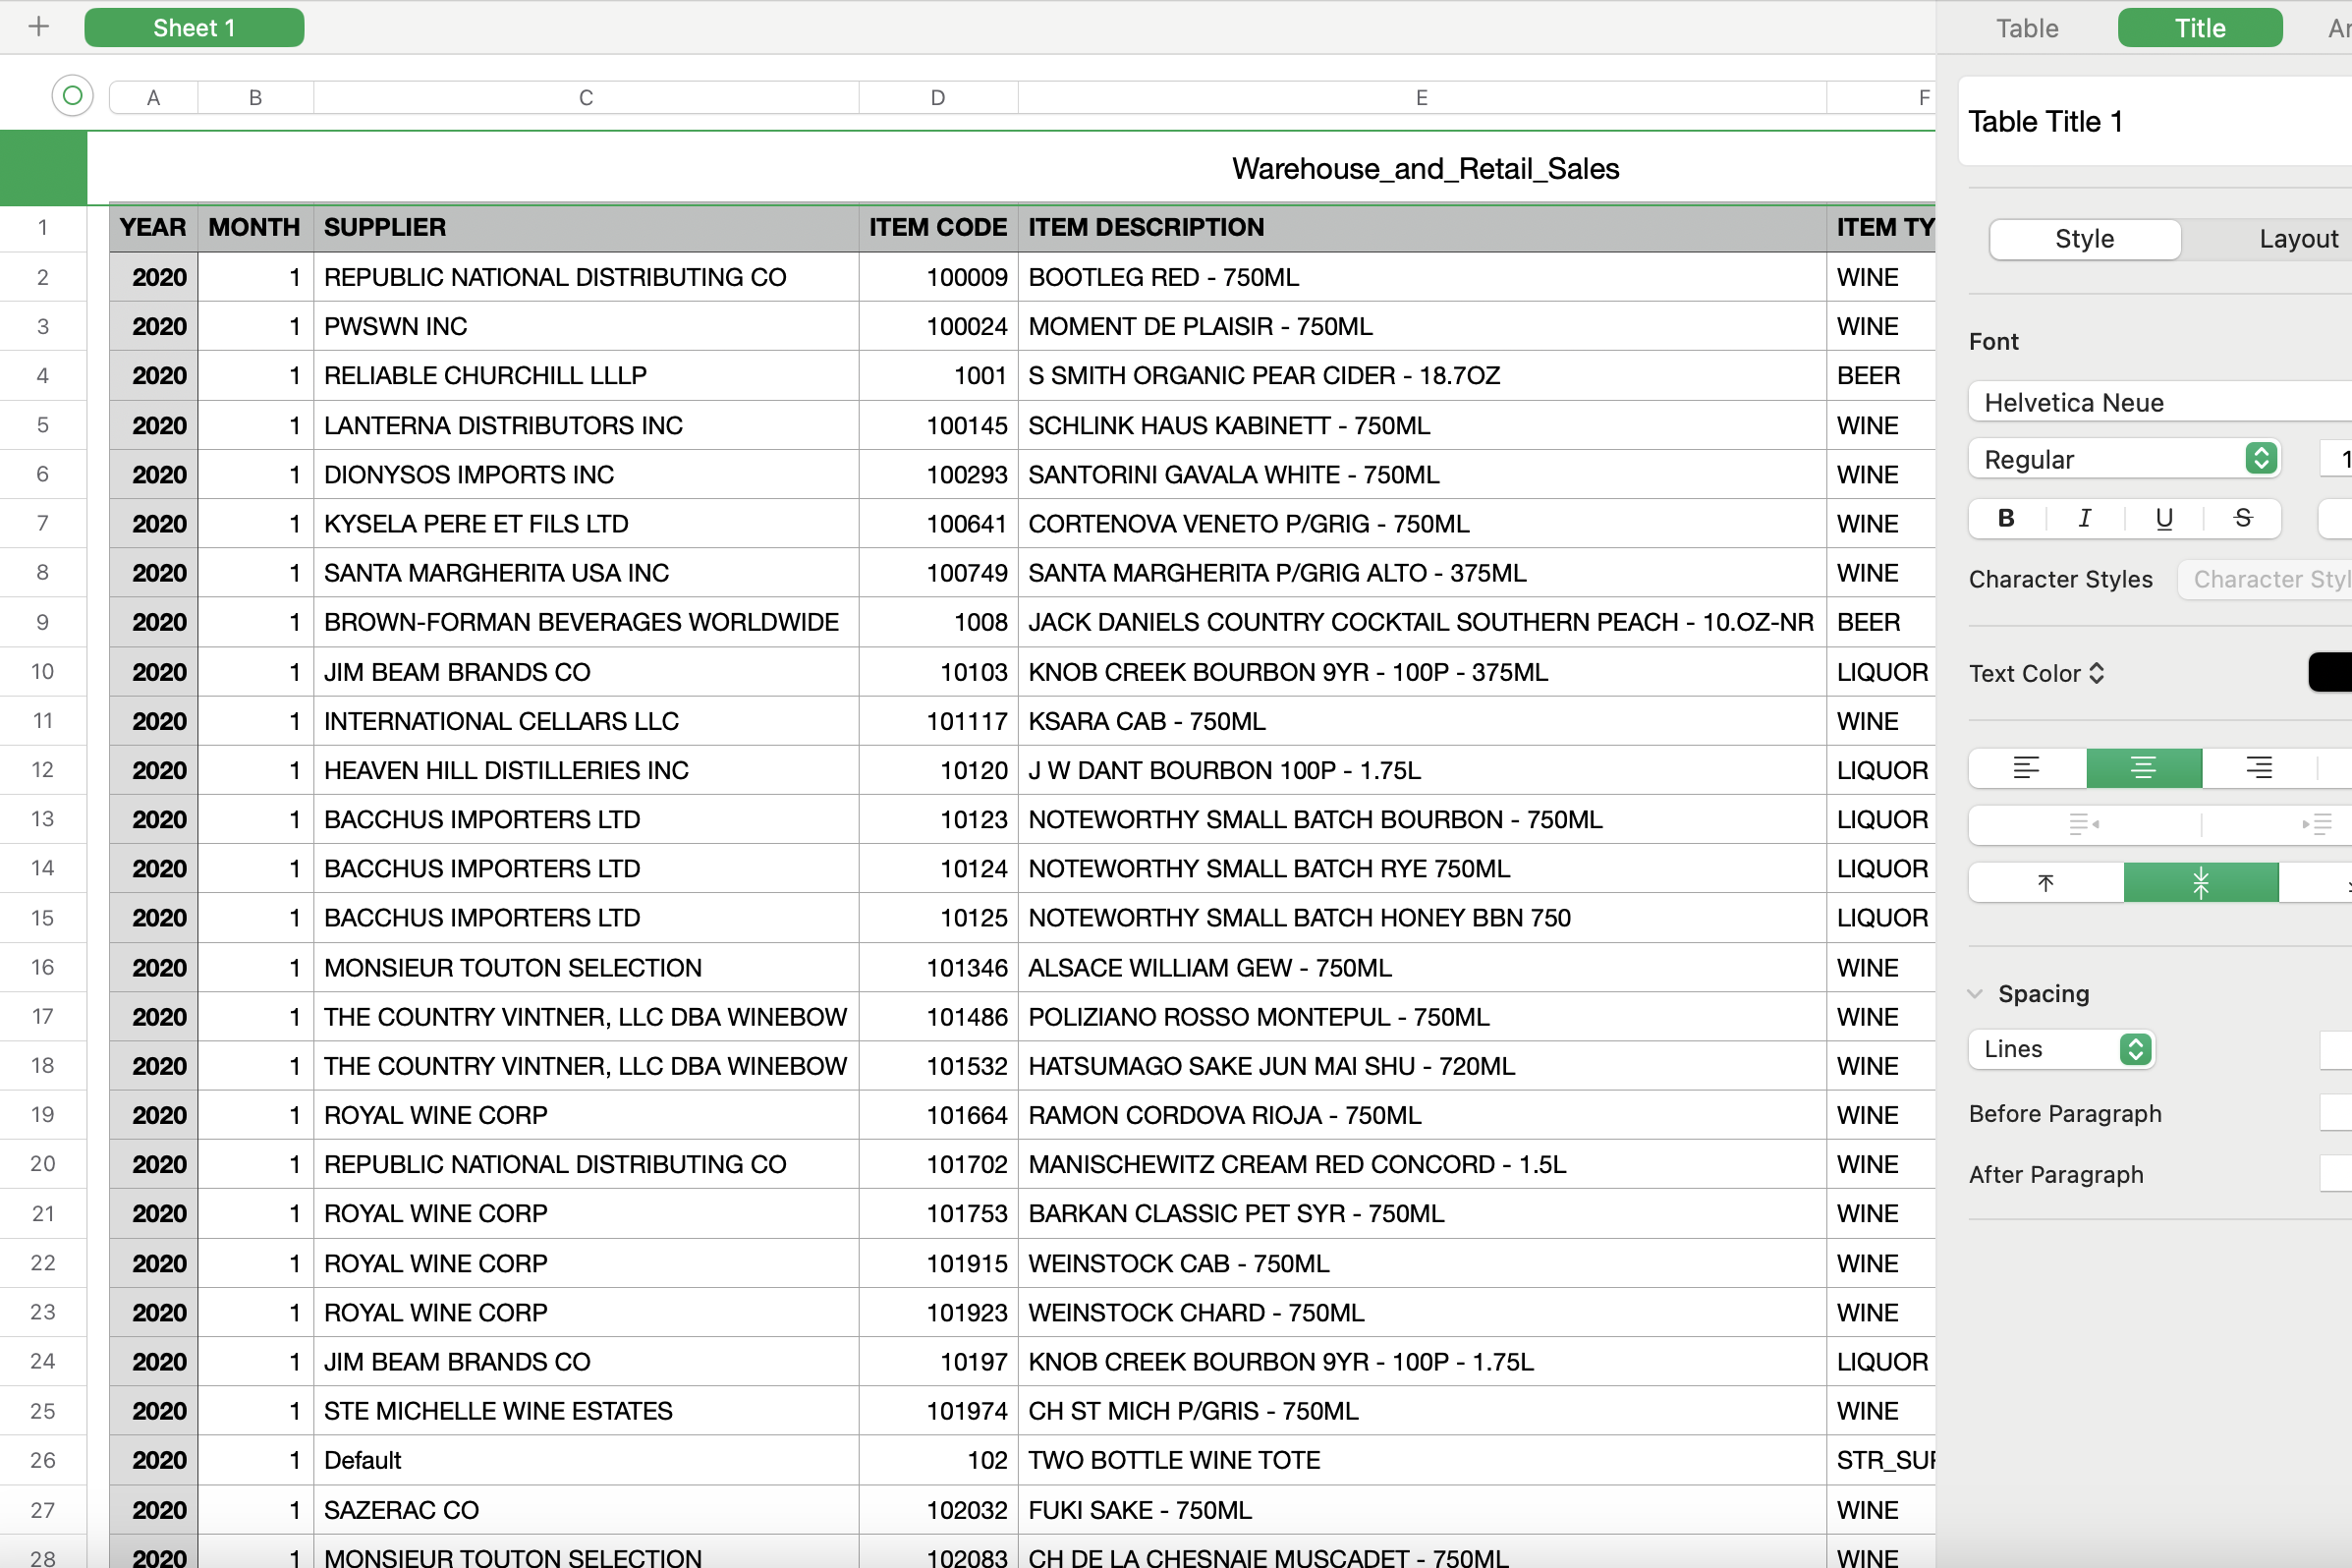 + Sheet 1 Table Title
A B C D E F
Table Title 1
Warehouse_and_Retail_Sales
1 YEAR MONTH SUPPLIER ITEM CODE ITEM DESCRIPTION ITEM TY
Style Layout
2 2020 1 REPUBLIC NATIONAL DISTRIBUTING CO 100009 BOOTLEG RED - 750ML WINE
3 2020 1 PWSWN INC 100024 MOMENT DE PLAISIR - 750ML WINE
Font
4 2020 1 RELIABLE CHURCHILL LLLP 1001 S SMITH ORGANIC PEAR CIDER - 18.7OZ BEER
Helvetica Neue
5 2020 1 LANTERNA DISTRIBUTORS INC 100145 SCHLINK HAUS KABINETT - 750ML WINE
Regular 1
6 2020 1 DIONYSOS IMPORTS INC 100293 SANTORINI GAVALA WHITE - 750ML WINE
7 2020 1 KYSELA PERE ET FILS LTD 100641 CORTENOVA VENETO P/GRIG - 750ML WINE
B I U S
8 2020 1 SANTA MARGHERITA USA INC 100749 SANTA MARGHERITA P/GRIG ALTO - 375ML WINE
Character Styles Character Styl
9 2020 1 BROWN-FORMAN BEVERAGES WORLDWIDE 1008 JACK DANIELS COUNTRY COCKTAIL SOUTHERN PEACH - 10.OZ-NR BEER
10 2020 1 JIM BEAM BRANDS CO 10103 KNOB CREEK BOURBON 9YR - 100P - 375ML LIQUOR
Text Color
11 2020 1 INTERNATIONAL CELLARS LLC 101117 KSARA CAB - 750ML WINE
12 2020 1 HEAVEN HILL DISTILLERIES INC 10120 J W DANT BOURBON 100P - 1.75L LIQUOR
13 2020 1 BACCHUS IMPORTERS LTD 10123 NOTEWORTHY SMALL BATCH BOURBON - 750ML LIQUOR
14 2020 1 BACCHUS IMPORTERS LTD 10124 NOTEWORTHY SMALL BATCH RYE 750ML LIQUOR
15 2020 1 BACCHUS IMPORTERS LTD 10125 NOTEWORTHY SMALL BATCH HONEY BBN 750 LIQUOR
16 2020 1 MONSIEUR TOUTON SELECTION 101346 ALSACE WILLIAM GEW - 750ML WINE
Spacing
17 2020 1 THE COUNTRY VINTNER, LLC DBA WINEBOW 101486 POLIZIANO ROSSO MONTEPUL - 750ML WINE
Lines
18 2020 1 THE COUNTRY VINTNER, LLC DBA WINEBOW 101532 HATSUMAGO SAKE JUN MAI SHU - 720ML WINE
19 2020 1 ROYAL WINE CORP 101664 RAMON CORDOVA RIOJA - 750ML WINE
Before Paragraph
20 2020 1 REPUBLIC NATIONAL DISTRIBUTING CO 101702 MANISCHEWITZ CREAM RED CONCORD - 1.5L WINE
After Paragraph
21 2020 1 ROYAL WINE CORP 101753 BARKAN CLASSIC PET SYR - 750ML WINE
22 2020 1 ROYAL WINE CORP 101915 WEINSTOCK CAB - 750ML WINE
23 2020 1 ROYAL WINE CORP 101923 WEINSTOCK CHARD - 750ML WINE
24 2020 1 JIM BEAM BRANDS CO 10197 KNOB CREEK BOURBON 9YR - 100P - 1.75L LIQUOR
25 2020 1 STE MICHELLE WINE ESTATES 101974 CH ST MICH P/GRIS - 750ML WINE
26 2020 1 Default 102 TWO BOTTLE WINE TOTE STR_SUP
27 2020 1 SAZERAC CO 102032 FUKI SAKE - 750ML WINE
28 2020 1 MONSIEUR TOUTON SELECTION 102083 CH DE LA CHESNAIE MUSCADET - 750ML WINE